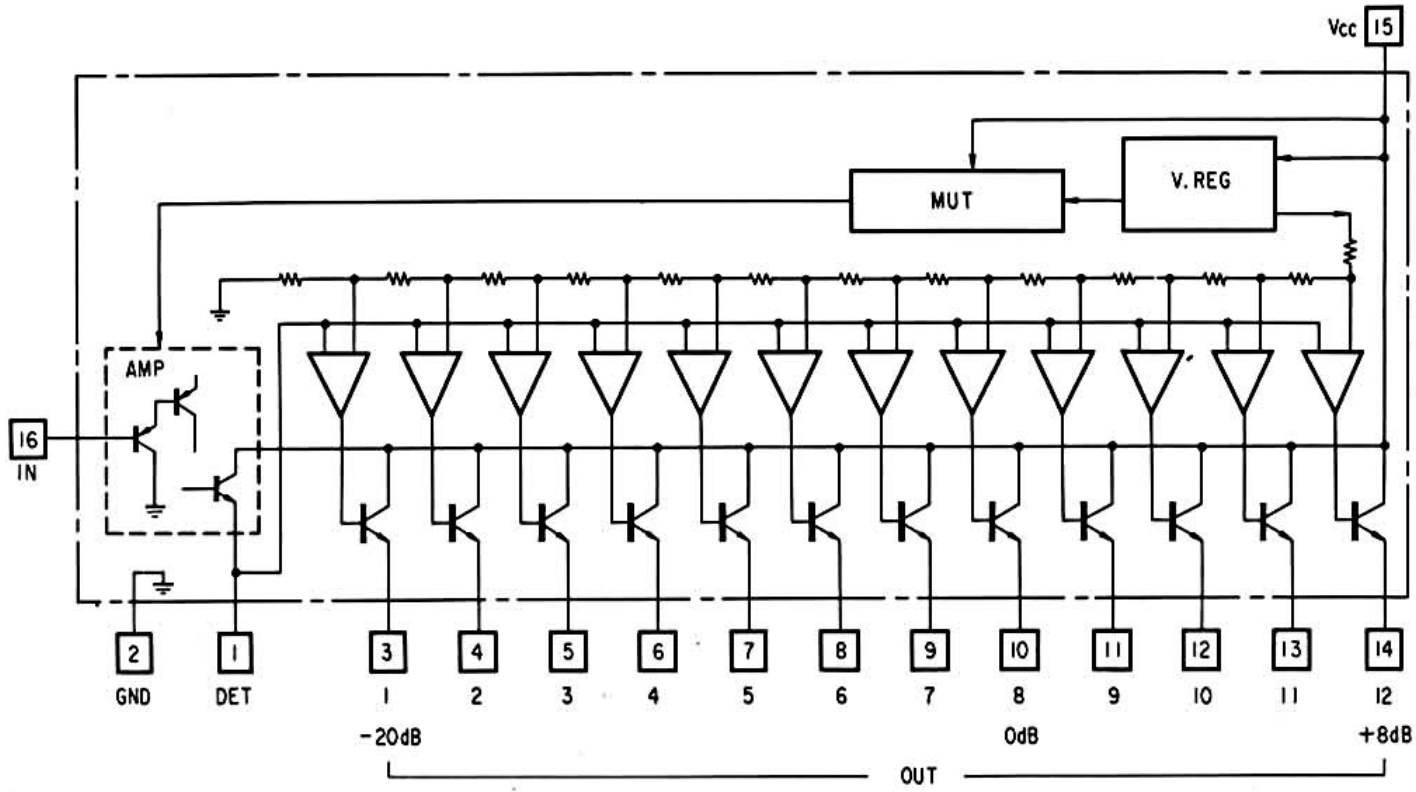 Vcc 15
V.REG
MUT
AMP
16
IN
2 1 3 4 5 6 7 8 9 10 11 12 13 14
GND DET 1 2 3 4 5 6 7 8 9 10 11 12
-20dB 0dB +8dB
OUT